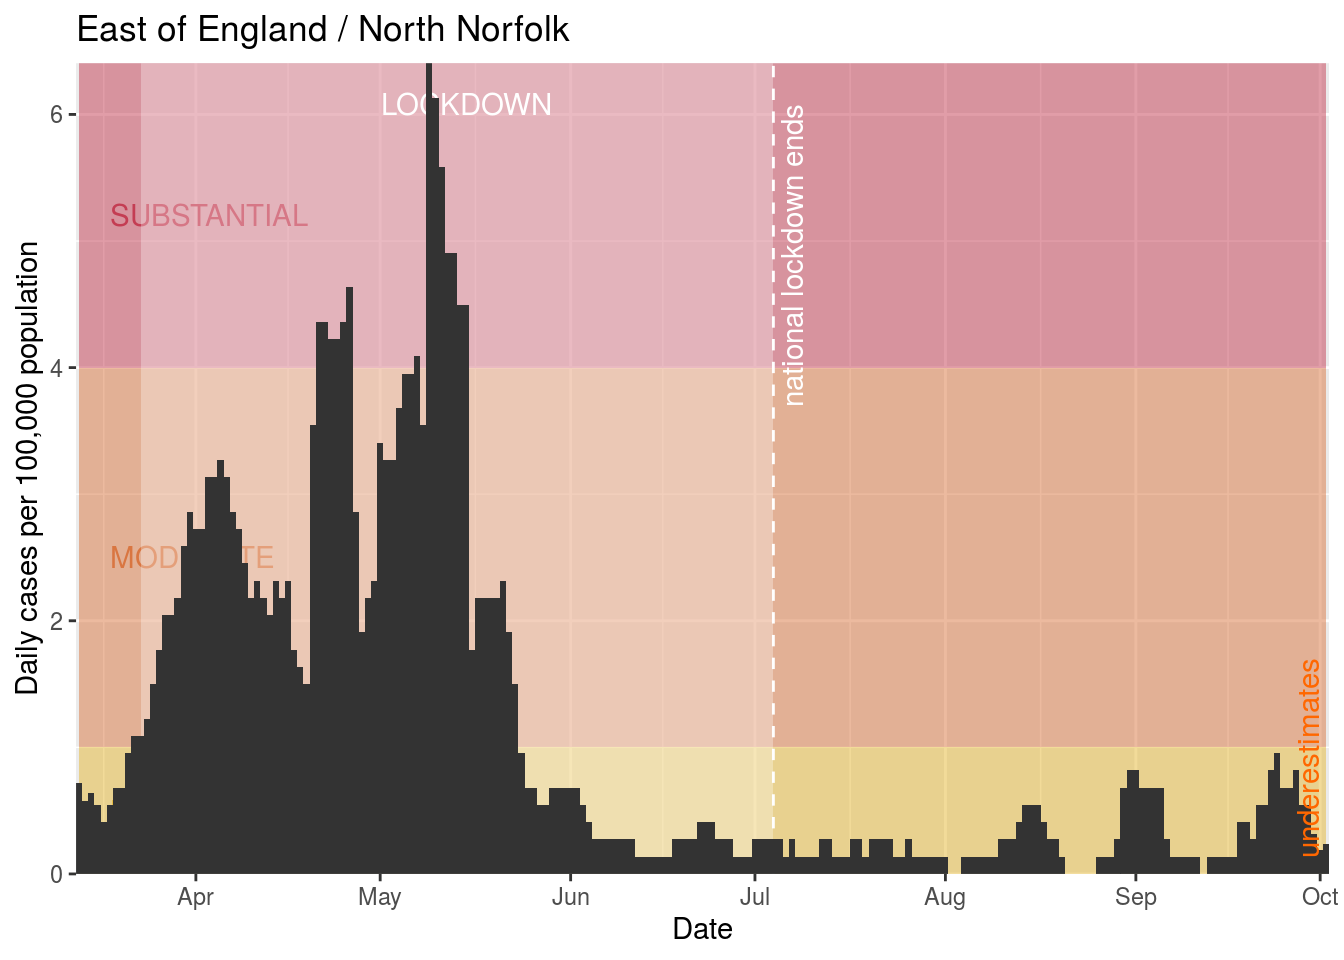 East of England / North Norfolk
Daily cases per 100,000 population
6
4
2
0
LOCKDOWN
SUBSTANTIAL
national lockdown ends
underestimates
Apr
May
Jun
Jul
Aug
Sep
Oct
Date